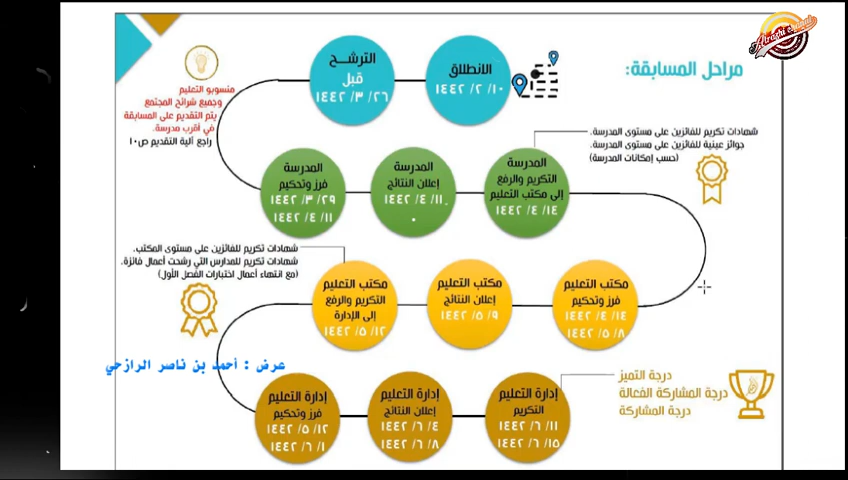 مراحل المسابقة:
الانطلاق
١٤٤٢ /٢ /١٠
الترشح
قبل
١٤٤٢ /٣ /٢٦
منسوبو التعليم
وجميع شرائح المجتمع
يتم التقديم على المسابقة
في أقرب مدرسة.
راجع آلية التقديم ص١٠
شهادات تكريم للفائزين على مستوى المدرسة.
جوائز عينية للفائزين على مستوى المدرسة.
(حسب إمكانات المدرسة)
المدرسة
التكريم والرفع
إلى مكتب التعليم
١٤٤٢ /٤ /١٤
المدرسة
إعلان النتائج
١٤٤٢ /٤ /١١
المدرسة
فرز وتحكيم
١٤٤٢ /٣ /٢٩
١٤٤٢ /٤ /١١
شهادات تكريم للفائزين على مستوى المكتب.
شهادات تكريم للمدارس التي رشحت أعمال فائزة.
(مع انتهاء أعمال اختبارات الفصل الأول)
مكتب التعليم
فرز وتحكيم
١٤٤٢ /٤ /١٤
١٤٤٢ /٥ /٨
مكتب التعليم
إعلان النتائج
١٤٤٢ /٥ /٩
مكتب التعليم
التكريم والرفع
إلى الإدارة
١٤٤٢ /٥ /١٢
عرض : أحمد بن ناصر الرازحي
درجة التميز
درجة المشاركة الفعالة
درجة المشاركة
إدارة التعليم
التكريم
١٤٤٢ /٦ /١١
١٤٤٢ /٦ /١٥
إدارة التعليم
إعلان النتائج
١٤٤٢ /٦ /٤
١٤٤٢ /٦ /٨
إدارة التعليم
فرز وتحكيم
١٤٤٢ /٥ /١٢
١٤٤٢ /٦ /١